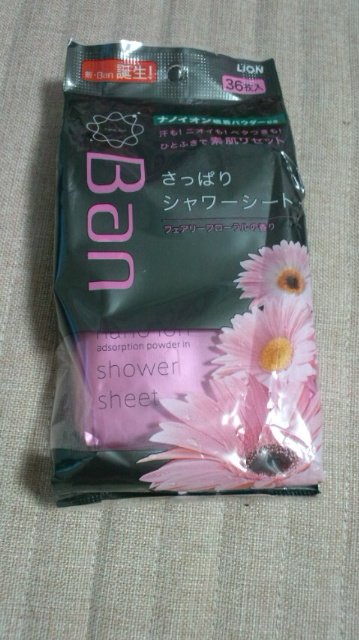 新・Ban 誕生!
LION
36枚入
ナノイオン吸着パウダー
汗も!ニオイも!ベタつきも!
ひとふきで素肌リセット
Ban
さっぱり
シャワーシート
フェアリーフローラルの香り
nano ion
adsorption powder in
shower
sheet